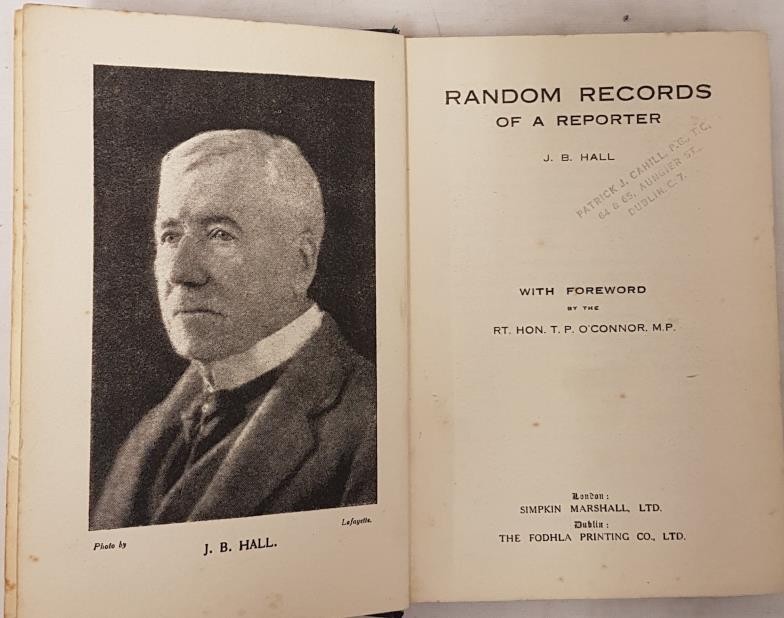 Photo by
Lafayette.
J. B. HALL.
RANDOM RECORDS
OF A REPORTER
J. B. HALL
PATRICK J. CAHILL, P.C., T.C.
64 & 65, AUNGIER ST.,
DUBLIN, C. 7.
WITH FOREWORD
BY THE
RT. HON. T. P. O'CONNOR, M.P.
London:
SIMPKIN MARSHALL, LTD.
Dublin:
THE FODHLA PRINTING CO., LTD.